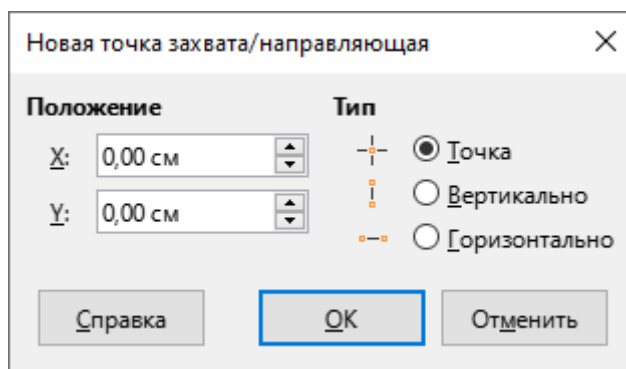 Новая точка захвата/направляющая
Положение
Тип
X: 0,00 см
Точка
Y: 0,00 см
Вертикально
Горизонтально
Справка
OK
Отменить